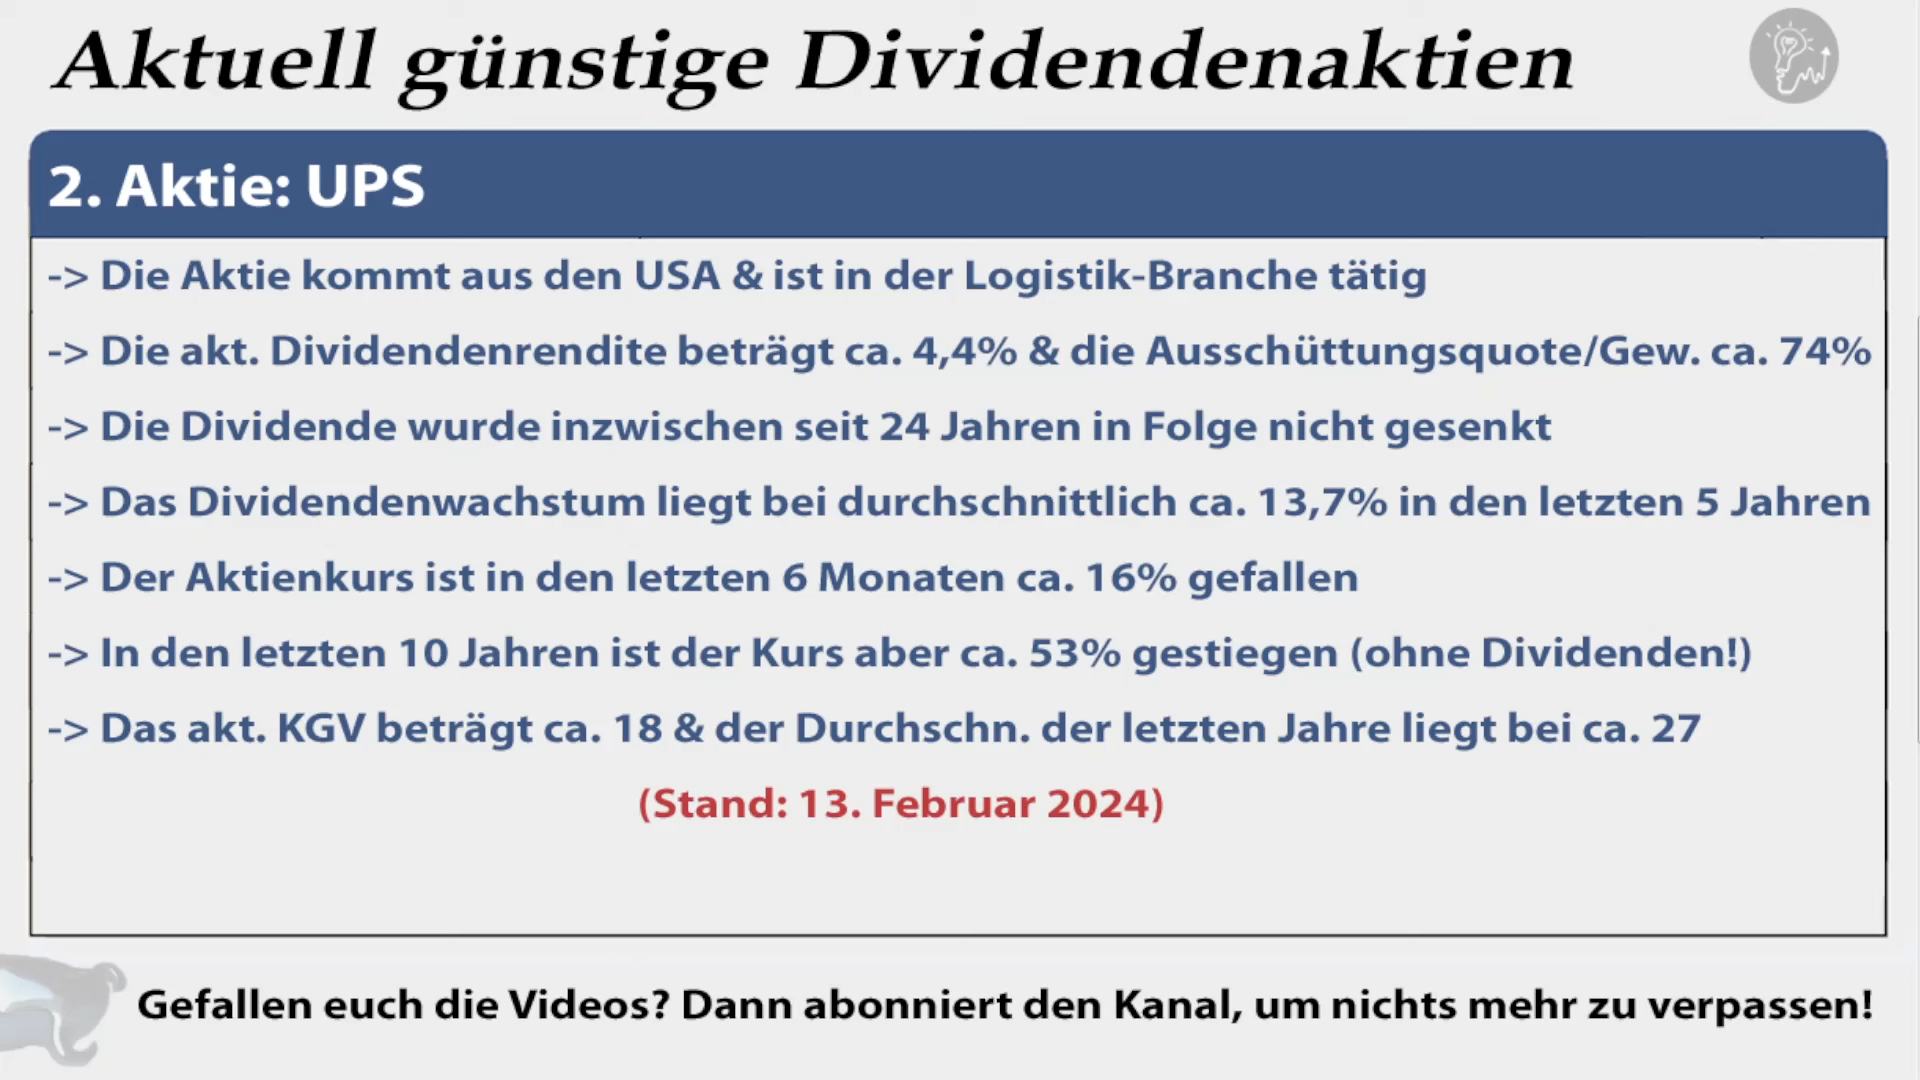 Aktuell günstige Dividendenaktien
2. Aktie: UPS
-> Die Aktie kommt aus den USA & ist in der Logistik-Branche tätig
-> Die akt. Dividendenrendite beträgt ca. 4,4% & die Ausschüttungsquote/Gew. ca. 74%
-> Die Dividende wurde inzwischen seit 24 Jahren in Folge nicht gesenkt
-> Das Dividendenwachstum liegt bei durchschnittlich ca. 13,7% in den letzten 5 Jahren
-> Der Aktienkurs ist in den letzten 6 Monaten ca. 16% gefallen
-> In den letzten 10 Jahren ist der Kurs aber ca. 53% gestiegen (ohne Dividenden!)
-> Das akt. KGV beträgt ca. 18 & der Durchschn. der letzten Jahre liegt bei ca. 27
(Stand: 13. Februar 2024)
Gefallen euch die Videos? Dann abonniert den Kanal, um nichts mehr zu verpassen!